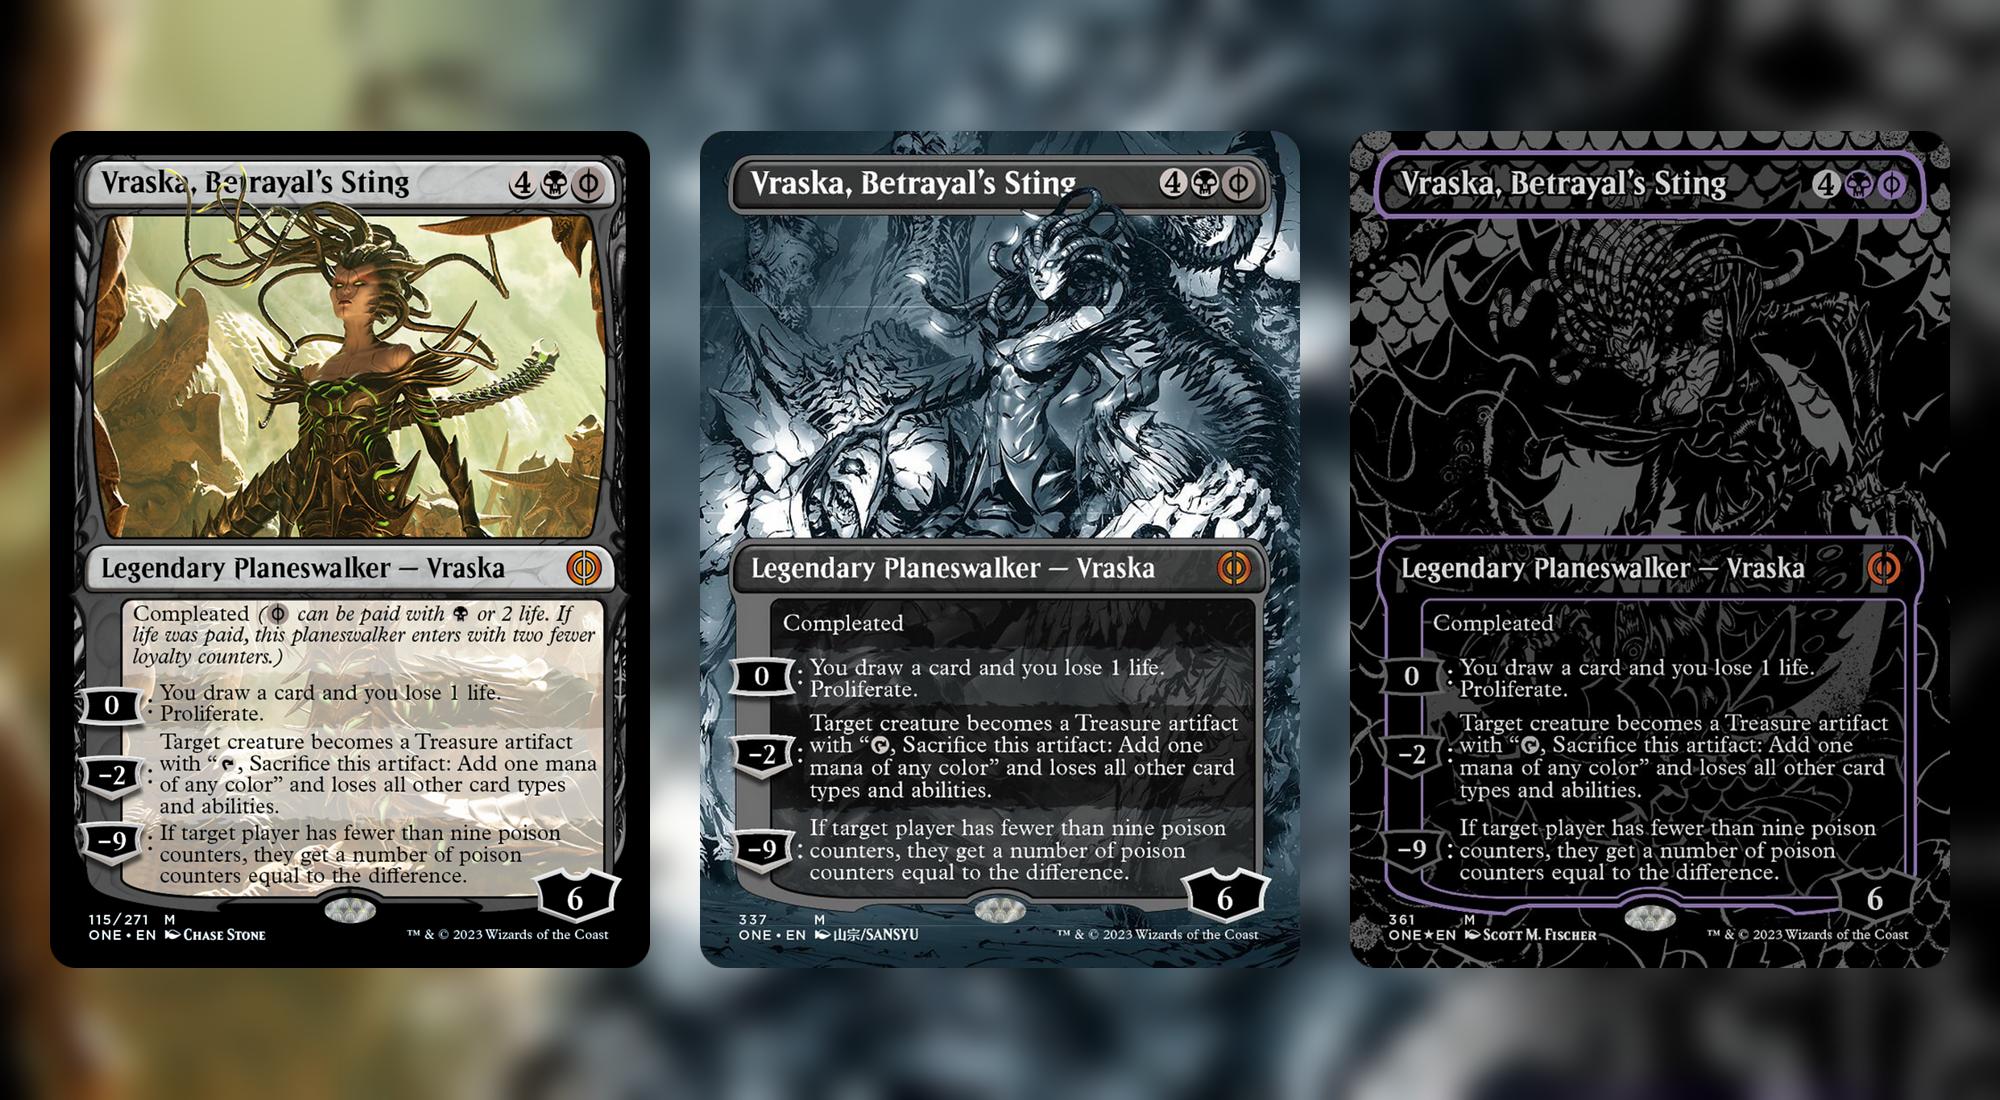 Vraska, Betrayal's Sting
4
Legendary Planeswalker — Vraska
Compleated ( can be paid with or 2 life. If
life was paid, this planeswalker enters with two fewer
loyalty counters.)
0 : You draw a card and you lose 1 life.
Proliferate.
Target creature becomes a Treasure artifact
−2 : with “ , Sacrifice this artifact: Add one mana
of any color” and loses all other card types
and abilities.
−9 : If target player has fewer than nine poison
counters, they get a number of poison
counters equal to the difference.
6
115/271 M
ONE • EN CHASE STONE
™ & © 2023 Wizards of the Coast
Vraska, Betrayal's Sting
4
Legendary Planeswalker — Vraska
Compleated
0 : You draw a card and you lose 1 life.
Proliferate.
Target creature becomes a Treasure artifact
−2 : with “ , Sacrifice this artifact: Add one
mana of any color” and loses all other card
types and abilities.
If target player has fewer than nine poison
−9 : counters, they get a number of poison
counters equal to the difference.
6
337 M
ONE • EN 山宗/SANSYU
™ & © 2023 Wizards of the Coast
Vraska, Betrayal's Sting
4
Legendary Planeswalker — Vraska
Compleated
0 : You draw a card and you lose 1 life.
Proliferate.
Target creature becomes a Treasure artifact
−2 : with “ , Sacrifice this artifact: Add one
mana of any color” and loses all other card
types and abilities.
If target player has fewer than nine poison
−9 : counters, they get a number of poison
counters equal to the difference.
6
361 M
ONE★EN SCOTT M. FISCHER
™ & © 2023 Wizards of the Coast